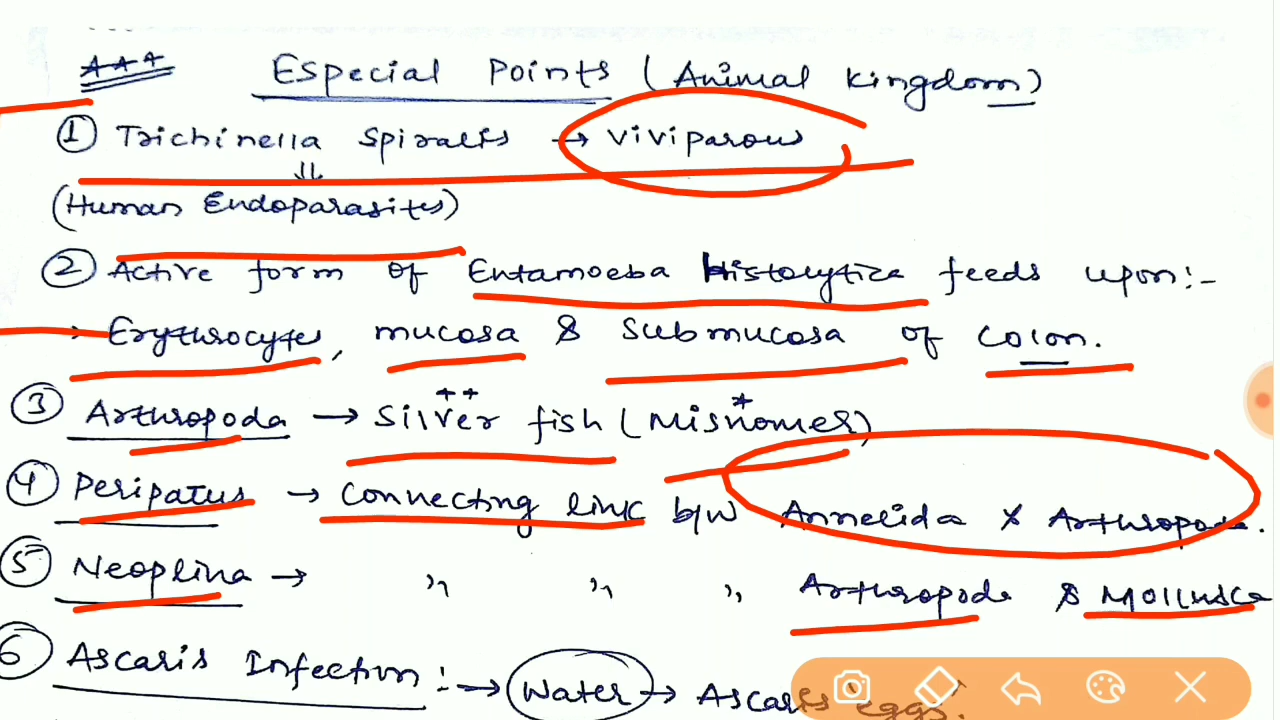 *** Especial Points (Animal Kingdom)
① Trichinella Spiralis → Viviparous
⇓
(Human Endoparasites)
② Active form of Entamoeba Histolytica feeds upon:-
→ Erythrocytes, mucosa & Submucosa of Colon.
③ Arthropoda → Silver fish (Misnomer)
④ Peripatus → Connecting link b/w Annelida & Arthropoda.
⑤ Neoplina → ,, ,, ,, Arthropoda & Mollusca
⑥ Ascaris Infection :→ Water → Ascaris eggs.